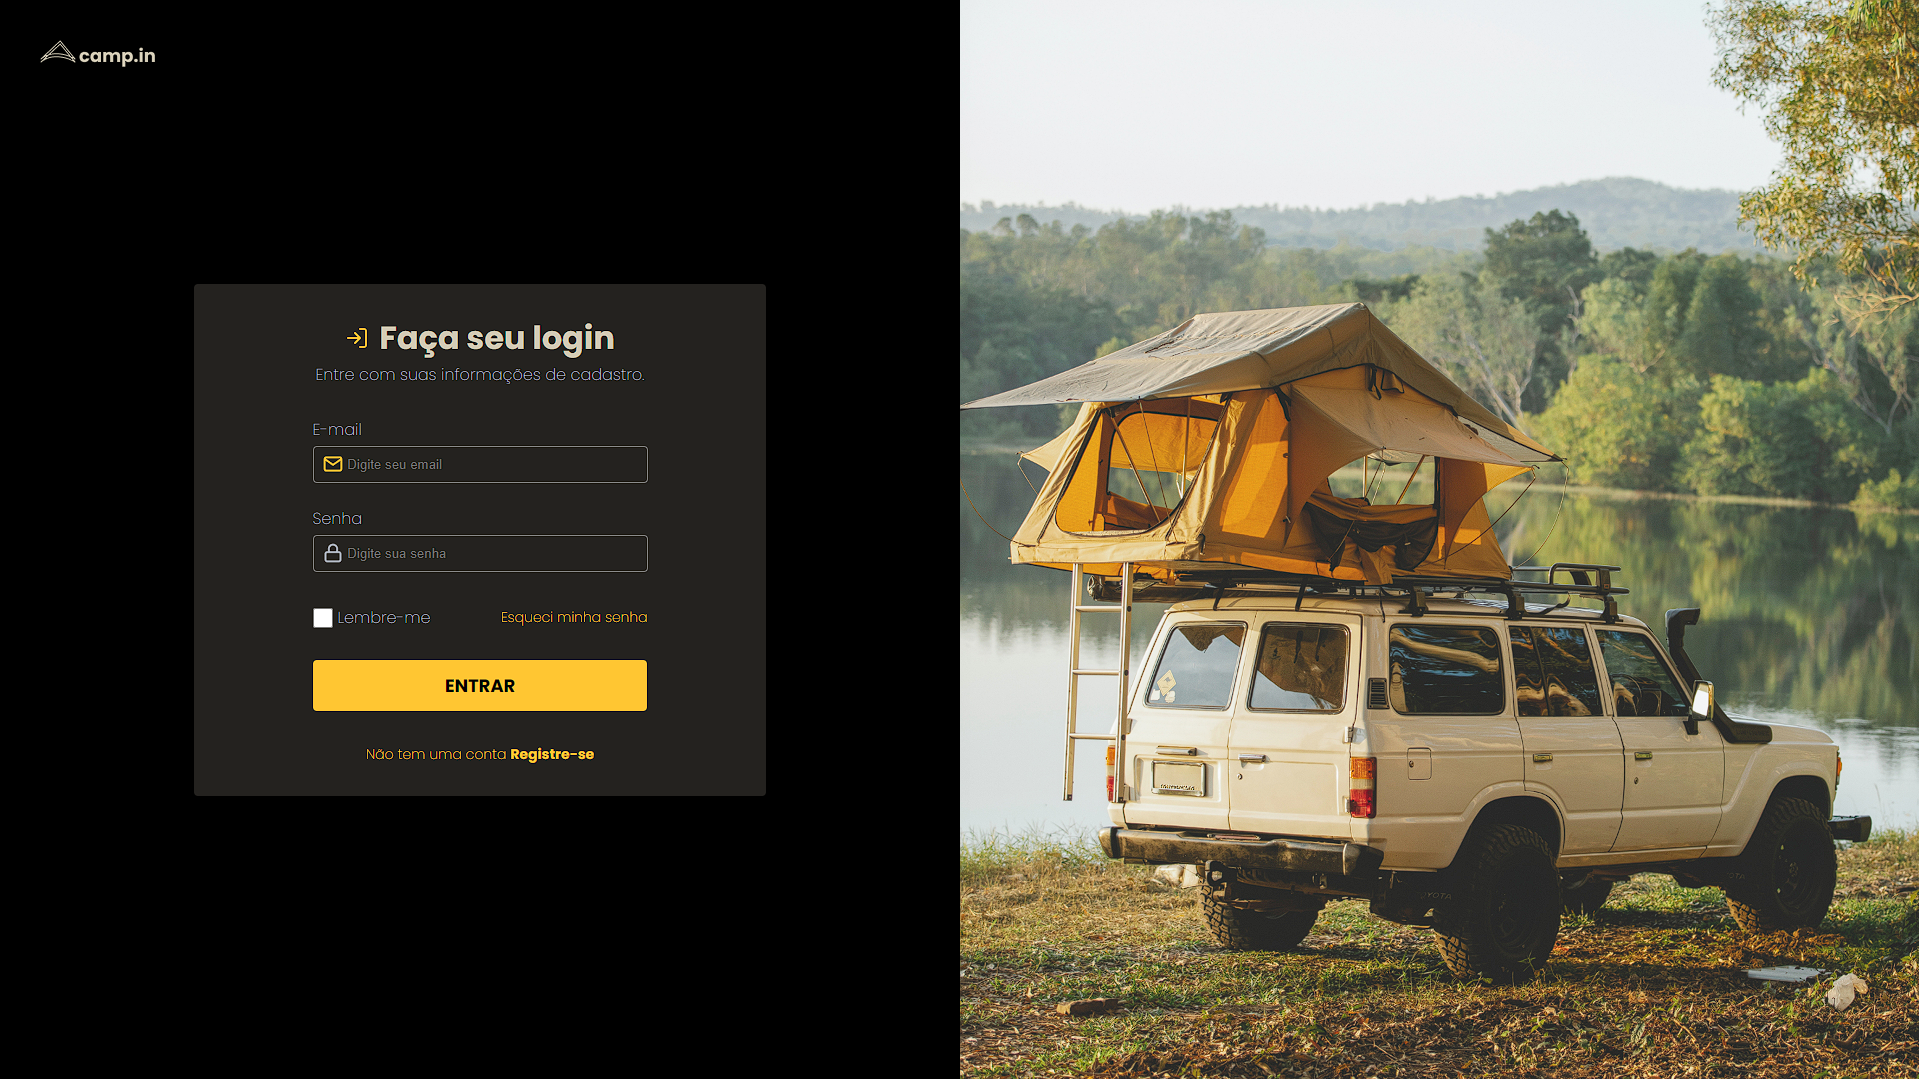 camp.in
Faça seu login
Entre com suas informações de cadastro.
E-mail
Digite seu email
Senha
Digite sua senha
Lembre-me
Esqueci minha senha
ENTRAR
Não tem uma conta Registre-se